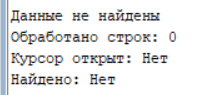 Данные не найдены
Обработано строк: 0
Курсор открыт: Нет
Найдено: Нет